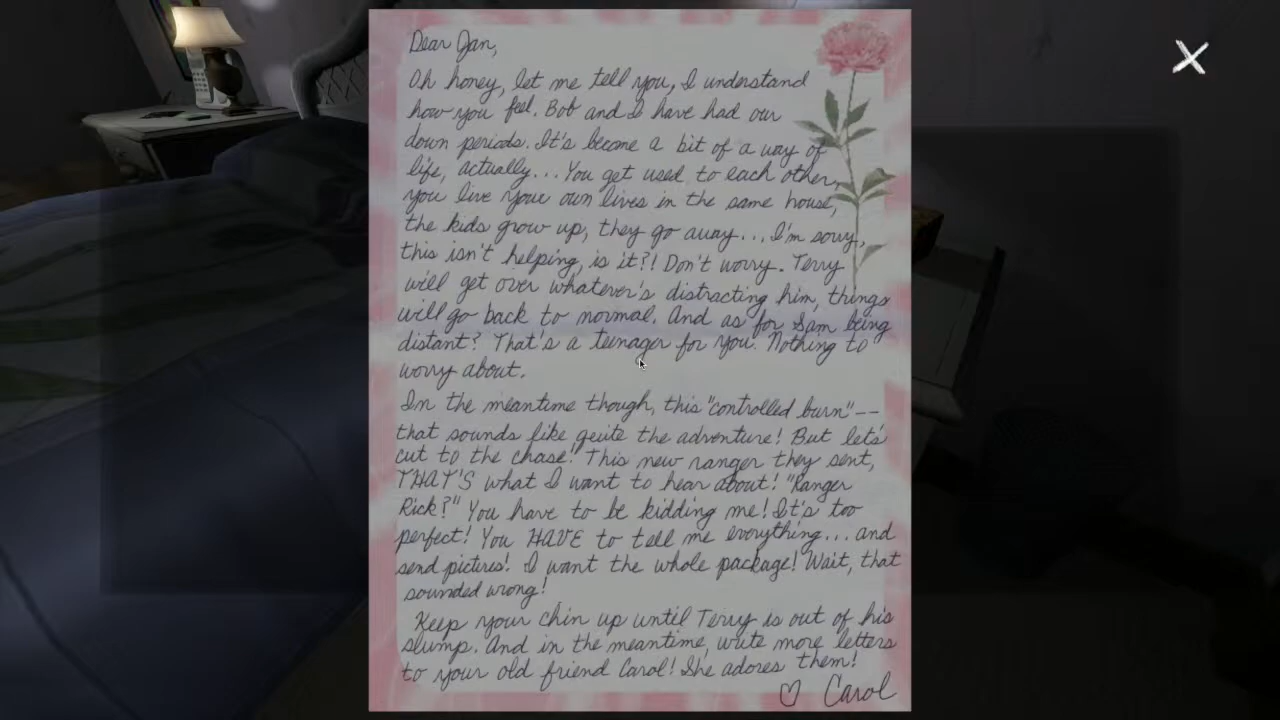 Dear Jan,
Oh honey, let me tell you, I understand
how you feel. Bob and I have had our
down periods. It's become a bit of a way of
life, actually... You get used to each other,
you live your own lives in the same house,
the kids grow up, they go away... I'm sorry,
this isn't helping, is it?! Don't worry. Terry
will get over whatever's distracting him, things
will go back to normal. And as for Sam being
distant? That's a teenager for you. Nothing to
worry about.
In the meantime though, this "controlled burn"--
that sounds like quite the adventure! But let's
cut to the chase! This new ranger they sent,
THAT'S what I want to hear about! "Ranger
Rick?" You have to be kidding me! It's too
perfect! You HAVE to tell me everything... and
send pictures! I want the whole package! Wait, that
sounded wrong!
Keep your chin up until Terry is out of his
slump. And in the meantime, write more letters
to your old friend Carol! She adores them!
♡ Carol